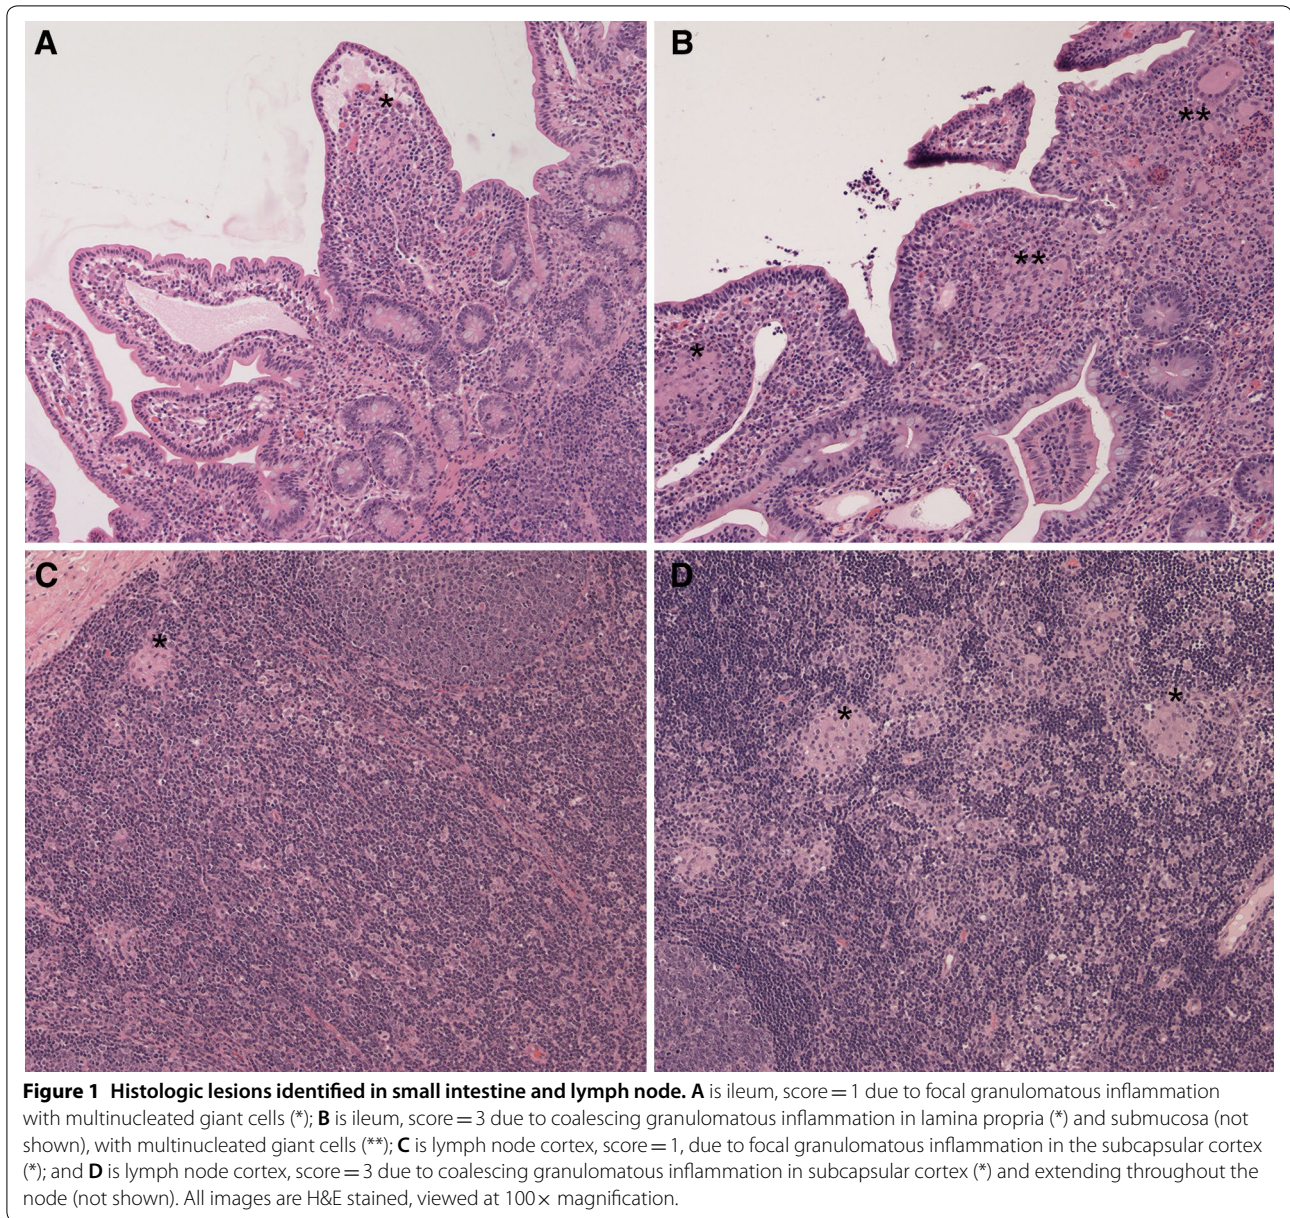 A
B
*
**
**
*
C
D
*
*
*
Figure 1 Histologic lesions identified in small intestine and lymph node. A is ileum, score = 1 due to focal granulomatous inflammation
with multinucleated giant cells (*); B is ileum, score = 3 due to coalescing granulomatous inflammation in lamina propria (*) and submucosa (not
shown), with multinucleated giant cells (**); C is lymph node cortex, score = 1, due to focal granulomatous inflammation in the subcapsular cortex
(*); and D is lymph node cortex, score = 3 due to coalescing granulomatous inflammation in subcapsular cortex (*) and extending throughout the
node (not shown). All images are H&E stained, viewed at 100× magnification.